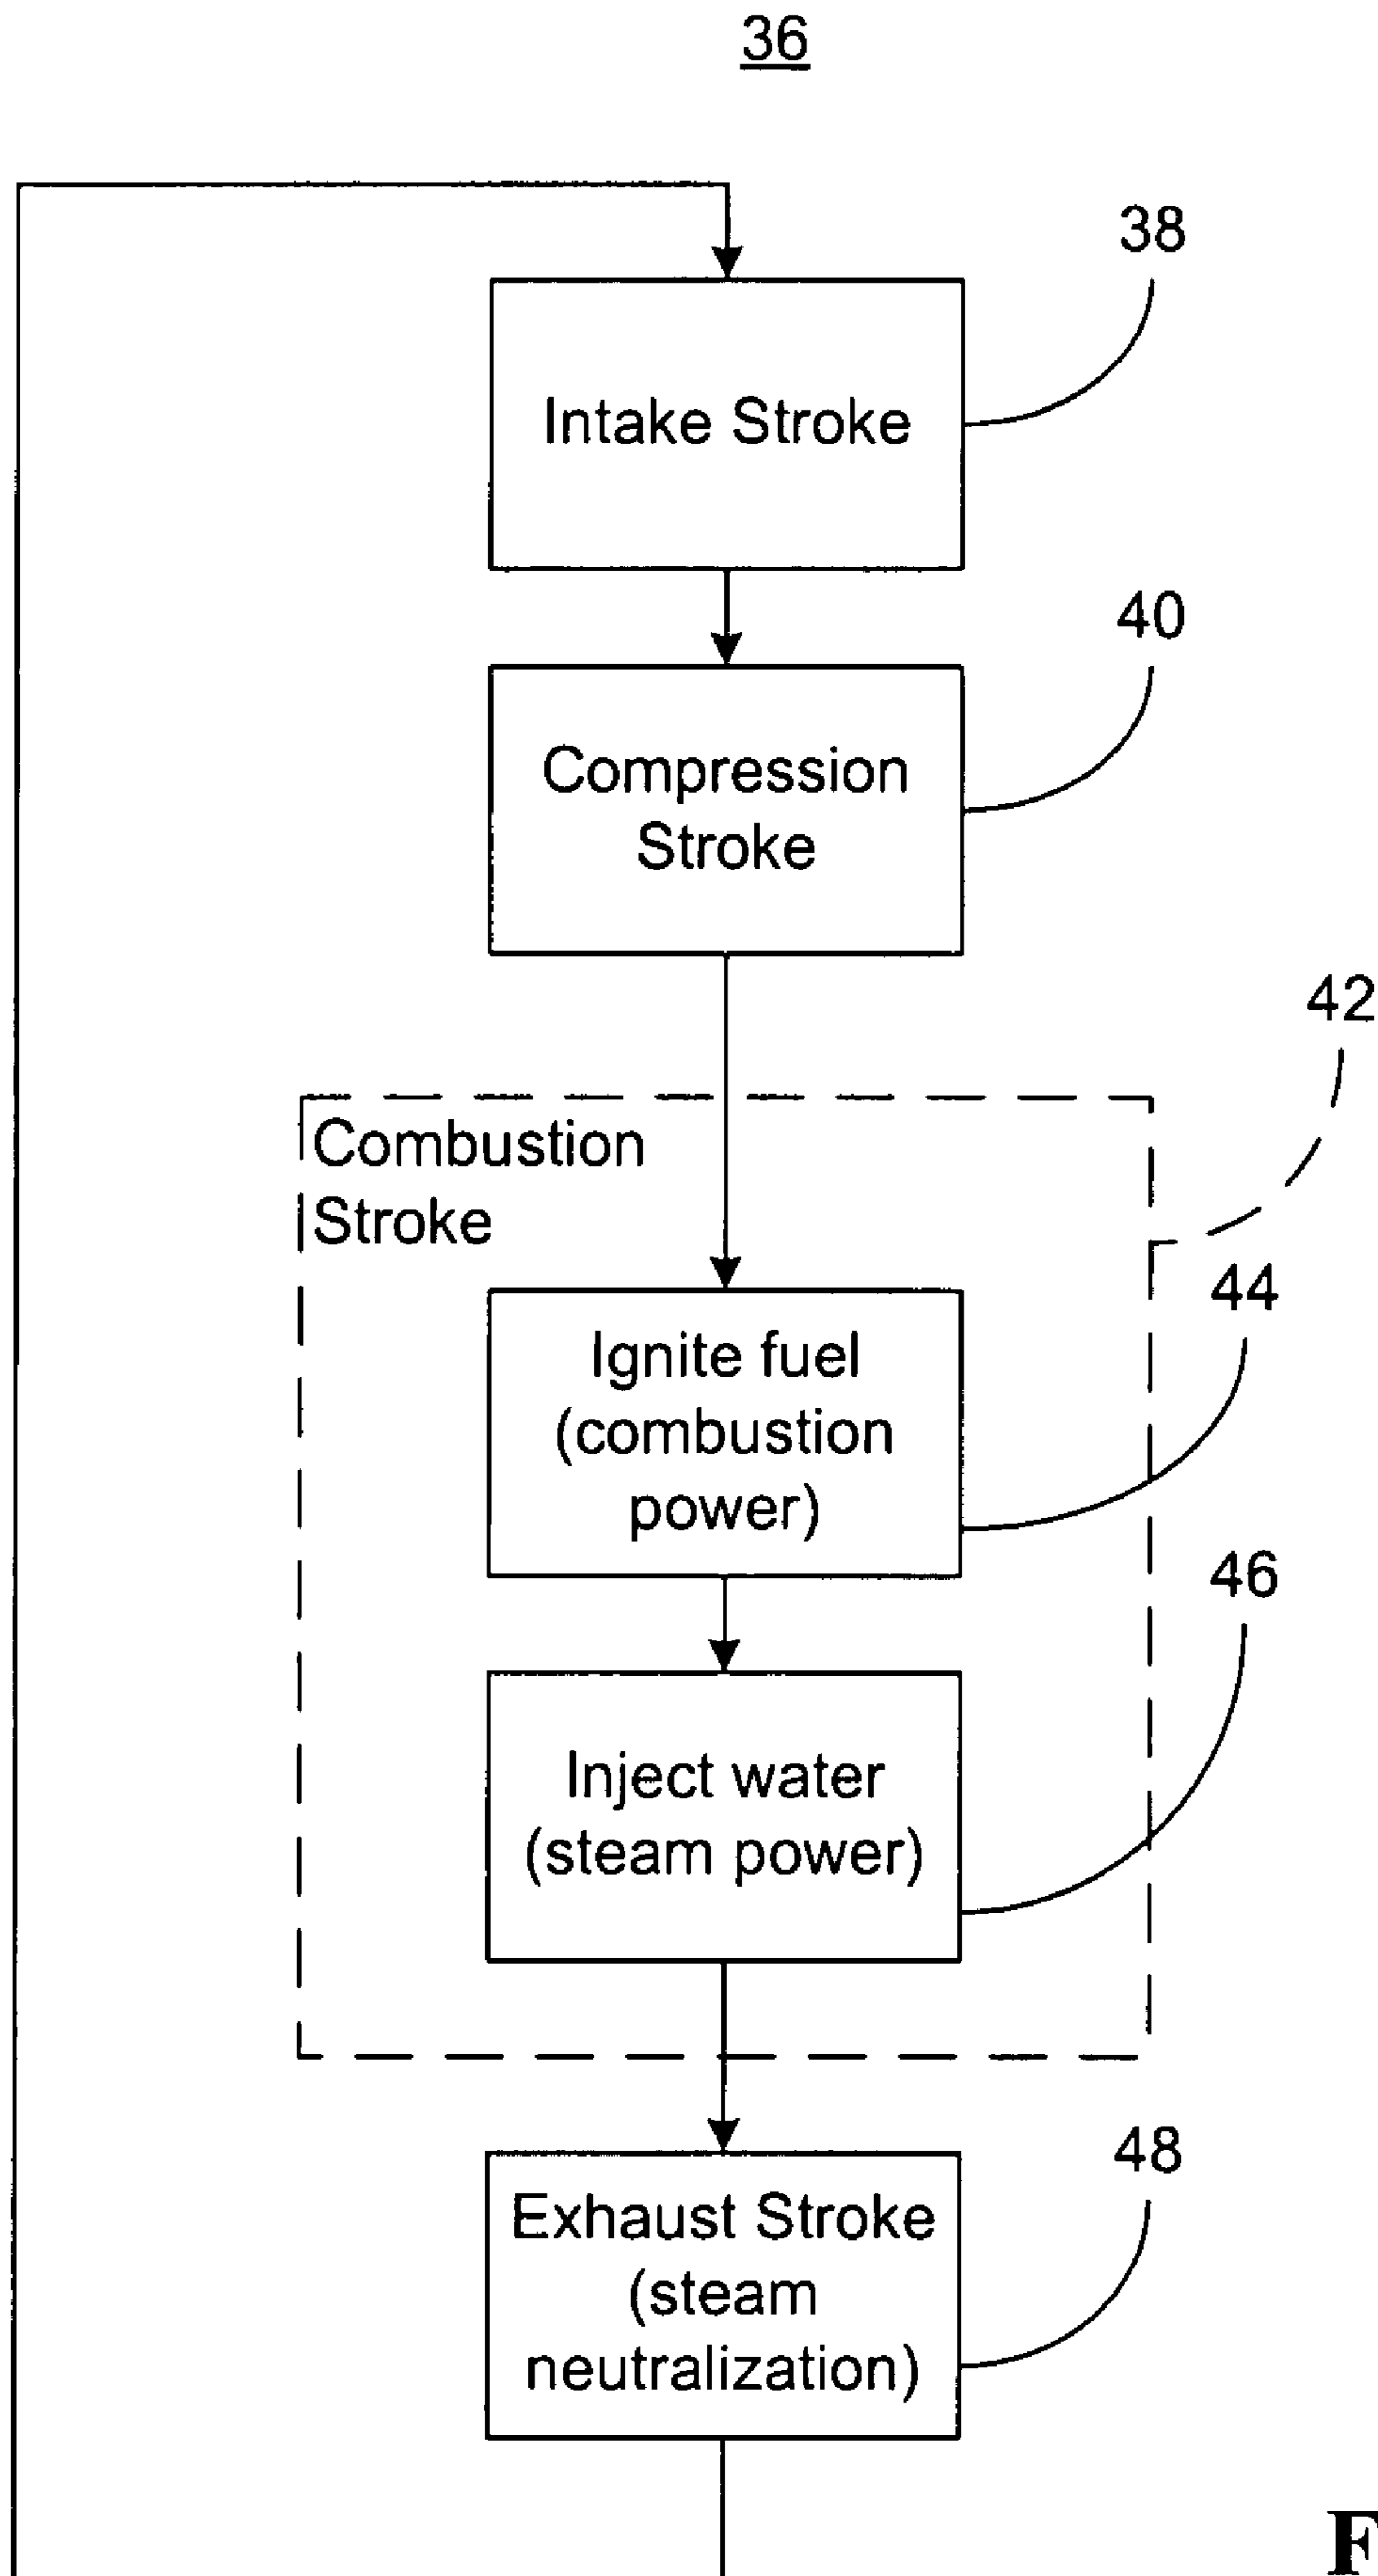 36
38
Intake Stroke
40
Compression
Stroke
42
Combustion
Stroke
44
Ignite fuel
(combustion
power)
46
Inject water
(steam power)
48
Exhaust Stroke
(steam
neutralization)
F